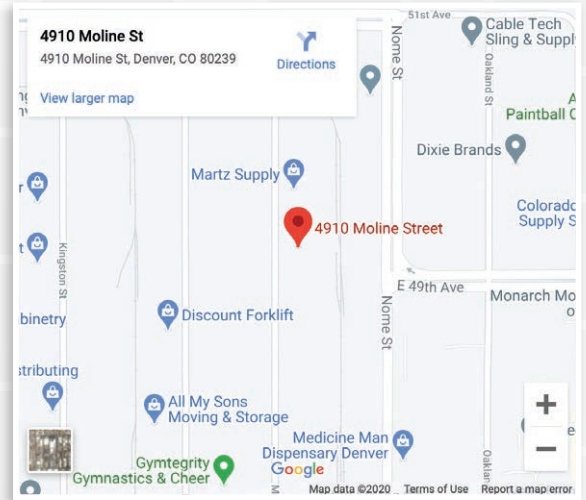 51st Ave
4910 Moline St
4910 Moline St, Denver, CO 80239
Directions
View larger map
Nome St
Cable Tech
Sling & Suppl
Oakland St
Paintball C
Dixie Brands
Martz Supply
4910 Moline Street
Colorado
Supply S
Kingston St
E 49th Ave
Monarch Mo
Nome St
Discount Forklift
binetry
stributing
All My Sons
Moving & Storage
Medicine Man
Dispensary Denver
Gymtegrity
Gymnastics & Cheer
Google
M
Oaklan
+
−
Map data ©2020 Terms of Use Report a map error